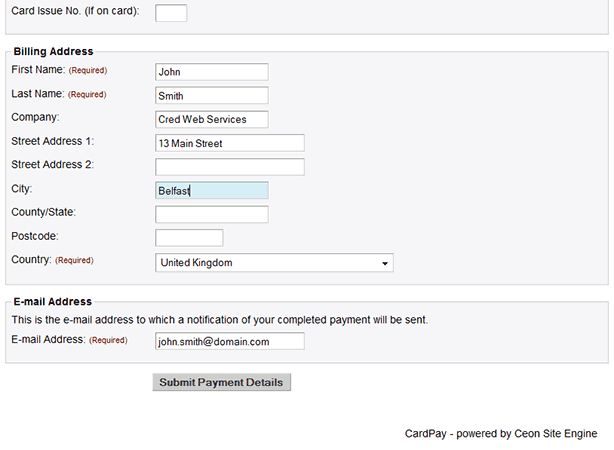 Card Issue No. (If on card):
Billing Address
First Name: (Required) John
Last Name: (Required) Smith
Company: Cred Web Services
Street Address 1: 13 Main Street
Street Address 2:
City: Belfast
County/State:
Postcode:
Country: (Required) United Kingdom
E-mail Address
This is the e-mail address to which a notification of your completed payment will be sent.
E-mail Address: (Required) john.smith@domain.com
Submit Payment Details
CardPay - powered by Ceon Site Engine